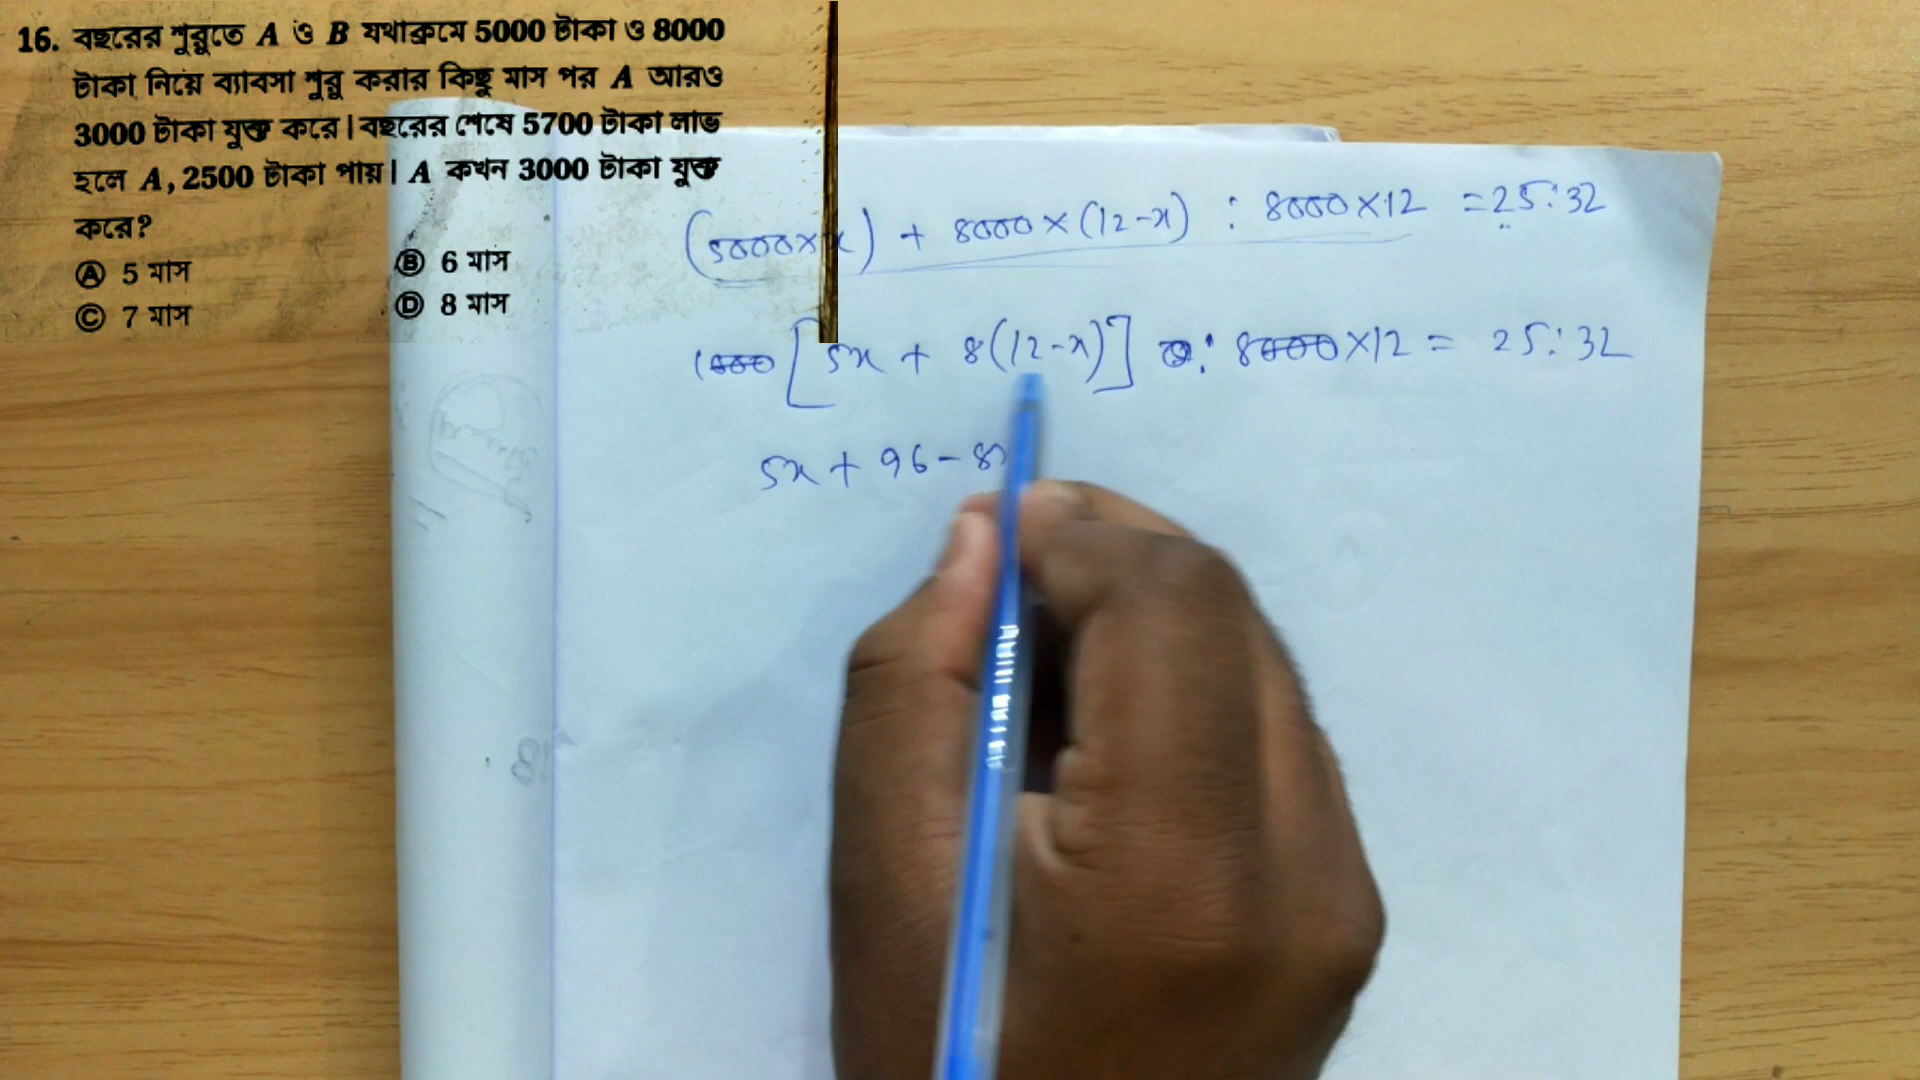 16. বছরের শুরুতে A ও B যথাক্রমে 5000 টাকা ও 8000
টাকা নিয়ে ব্যাবসা শুরু করার কিছু মাস পর A আরও
3000 টাকা যুক্ত করে। বছরের শেষে 5700 টাকা লাভ
হলে A, 2500 টাকা পায়। A কখন 3000 টাকা যুক্ত
করে?
Ⓐ 5 মাস Ⓑ 6 মাস
Ⓒ 7 মাস Ⓓ 8 মাস
(5000×x) + 8000×(12-x) : 8000×12 = 25:32
1000 [5x + 8(12-x)] : 8000×12 = 25:32
5x + 96 - 8x